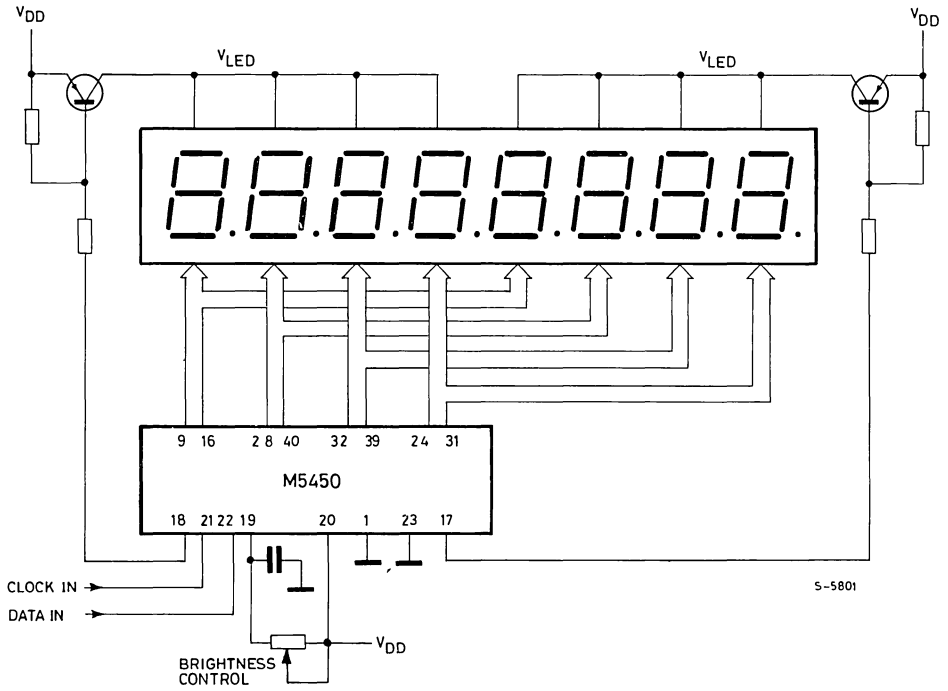 VDD
VDD
VLED
VLED
9 16 2 8 40 32 39 24 31
M5450
18 21 22 19 20 1 23 17
CLOCK IN
DATA IN
S-5801
VDD
BRIGHTNESS
CONTROL